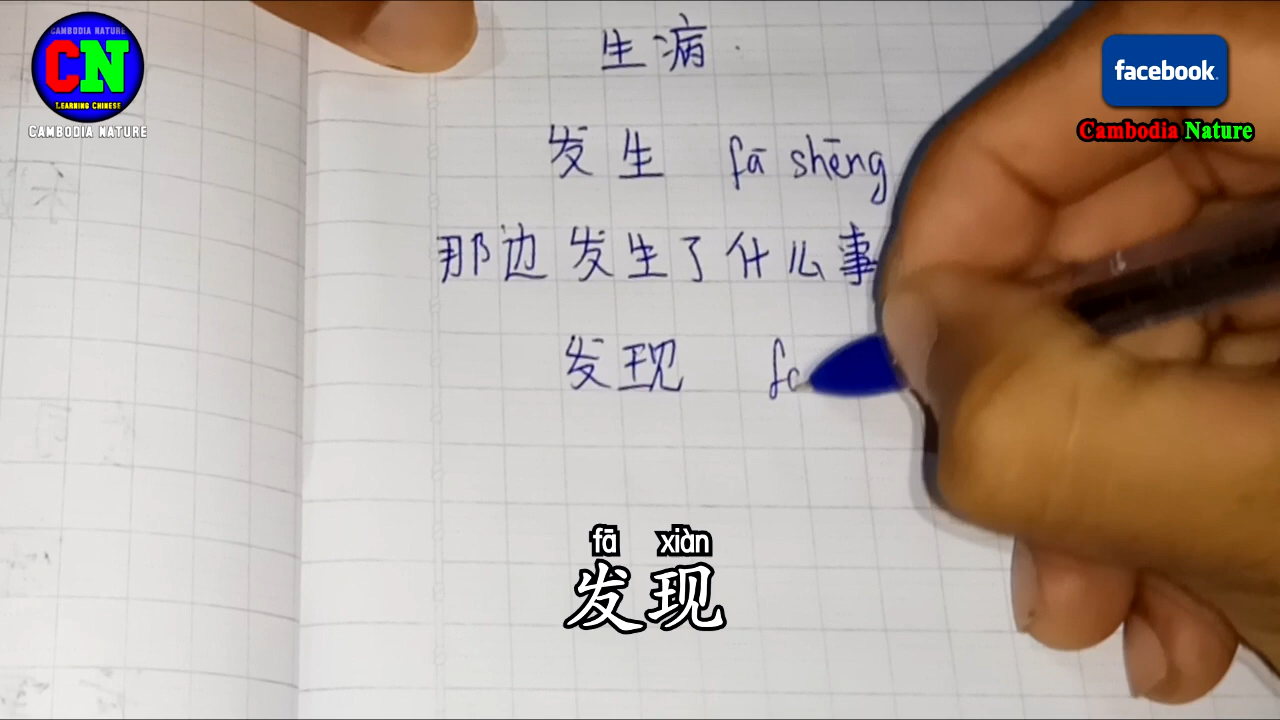 CAMBODIA NATURE
CN
LEARNING CHINESE
CAMBODIA NATURE
facebook
Cambodia Nature
生病.
发生 fā shēng
那边发生了什么事
发现 fa
fā xiàn
发现